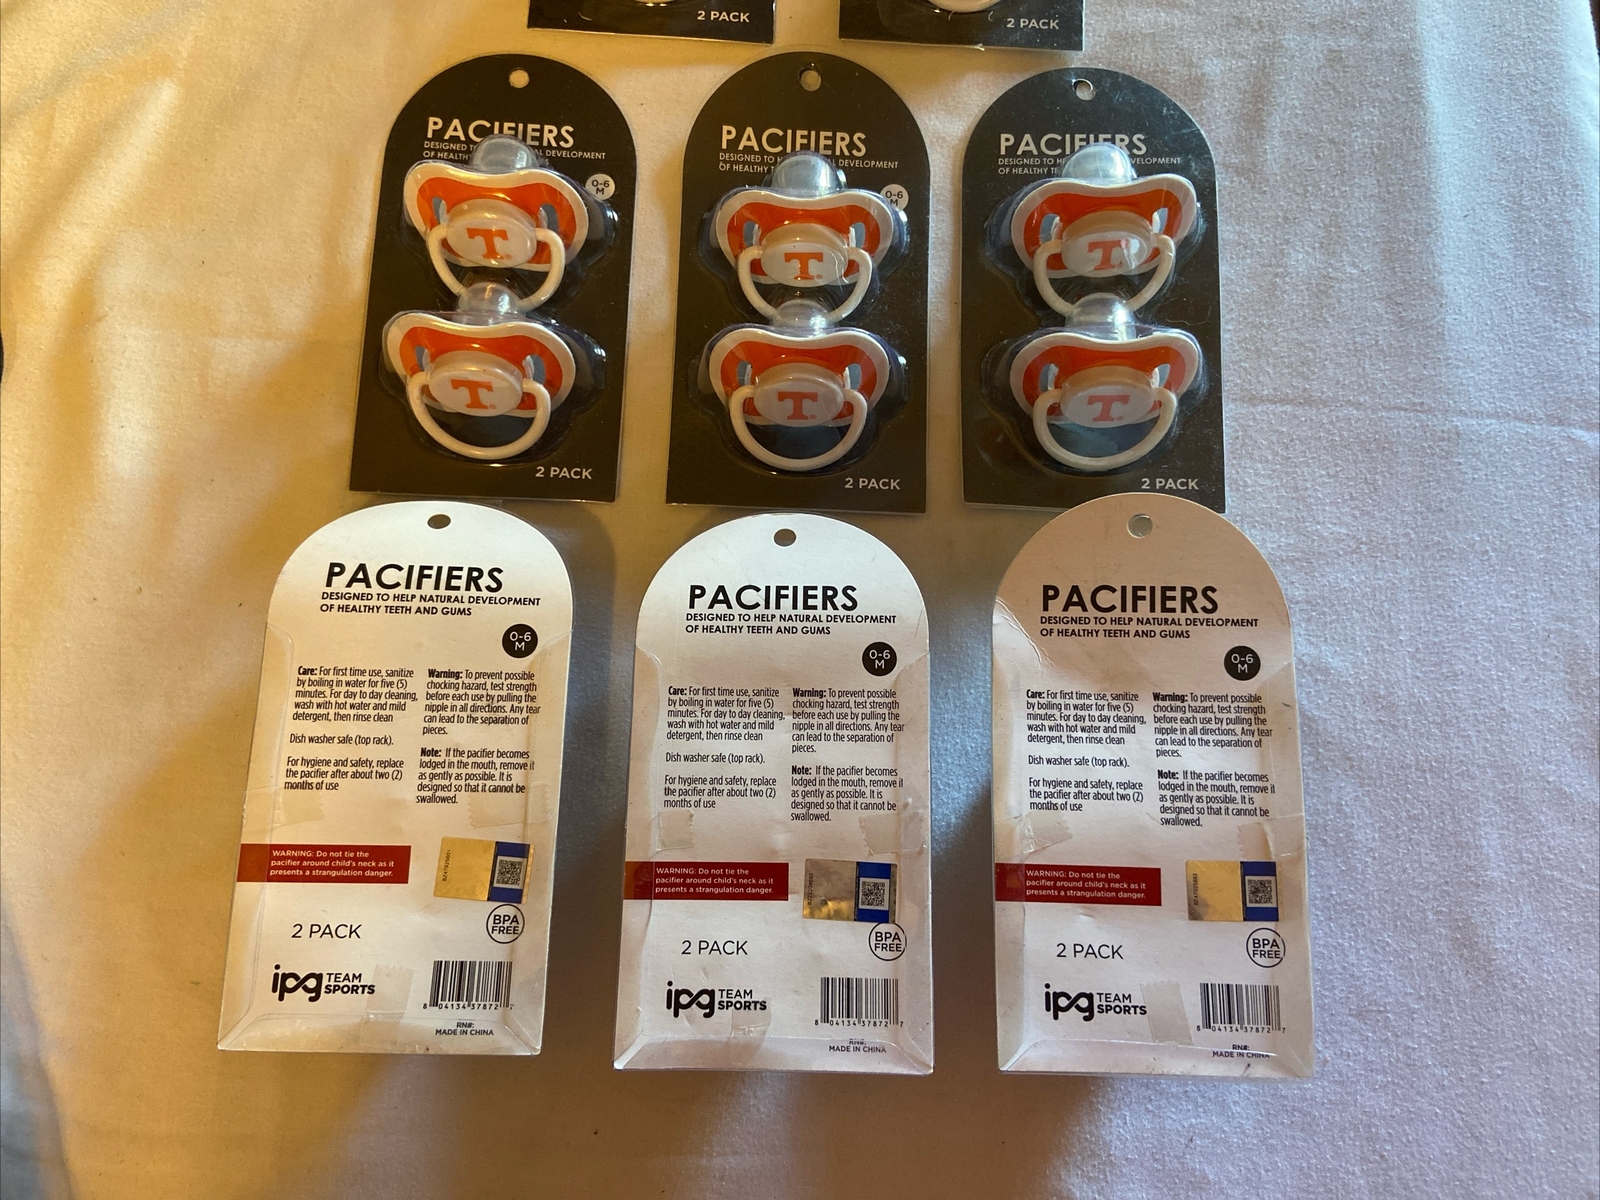 2 PACK
2 PACK
PACIFIERS
DESIGNED TO NATURAL DEVELOPMENT
OF HEALTHY
0-6
M
T
T
2 PACK
PACIFIERS
DESIGNED TO NATURAL DEVELOPMENT
OF HEALTHY
0-6
M
T
T
2 PACK
PACIFIERS
DESIGNED TO NATURAL DEVELOPMENT
OF HEALTHY
T
T
2 PACK
PACIFIERS
DESIGNED TO HELP NATURAL DEVELOPMENT
OF HEALTHY TEETH AND GUMS
0-6
M
Care: For first time use, sanitize
by boiling in water for five (5)
minutes. For day to day cleaning,
wash with hot water and mild
detergent, then rinse clean
Dish washer safe (top rack).
For hygiene and safety, replace
the pacifier after about two (2)
months of use
Warning: To prevent possible
chocking hazard, test strength
before each use by pulling the
nipple in all directions. Any tear
can lead to the separation of
pieces.
Note: If the pacifier becomes
lodged in the mouth, remove it
as gently as possible. It is
designed so that it cannot be
swallowed.
WARNING: Do not tie the
pacifier around child's neck as it
presents a strangulation danger.
BPA
FREE
2 PACK
ipg TEAM
SPORTS
8 04134 37872 7
RN#:
MADE IN CHINA
PACIFIERS
DESIGNED TO HELP NATURAL DEVELOPMENT
OF HEALTHY TEETH AND GUMS
0-6
M
Care: For first time use, sanitize
by boiling in water for five (5)
minutes. For day to day cleaning,
wash with hot water and mild
detergent, then rinse clean
Dish washer safe (top rack).
For hygiene and safety, replace
the pacifier after about two (2)
months of use
Warning: To prevent possible
chocking hazard, test strength
before each use by pulling the
nipple in all directions. Any tear
can lead to the separation of
pieces.
Note: If the pacifier becomes
lodged in the mouth, remove it
as gently as possible. It is
designed so that it cannot be
swallowed.
WARNING: Do not tie the
pacifier around child's neck as it
presents a strangulation danger.
BPA
FREE
2 PACK
ipg TEAM
SPORTS
8 04134 37872 7
RN#:
MADE IN CHINA
PACIFIERS
DESIGNED TO HELP NATURAL DEVELOPMENT
OF HEALTHY TEETH AND GUMS
0-6
M
Care: For first time use, sanitize
by boiling in water for five (5)
minutes. For day to day cleaning,
wash with hot water and mild
detergent, then rinse clean
Dish washer safe (top rack).
For hygiene and safety, replace
the pacifier after about two (2)
months of use
Warning: To prevent possible
chocking hazard, test strength
before each use by pulling the
nipple in all directions. Any tear
can lead to the separation of
pieces.
Note: If the pacifier becomes
lodged in the mouth, remove it
as gently as possible. It is
designed so that it cannot be
swallowed.
WARNING: Do not tie the
pacifier around child's neck as it
presents a strangulation danger.
BPA
FREE
2 PACK
ipg TEAM
SPORTS
8 04134 37872 7
RN#:
MADE IN CHINA